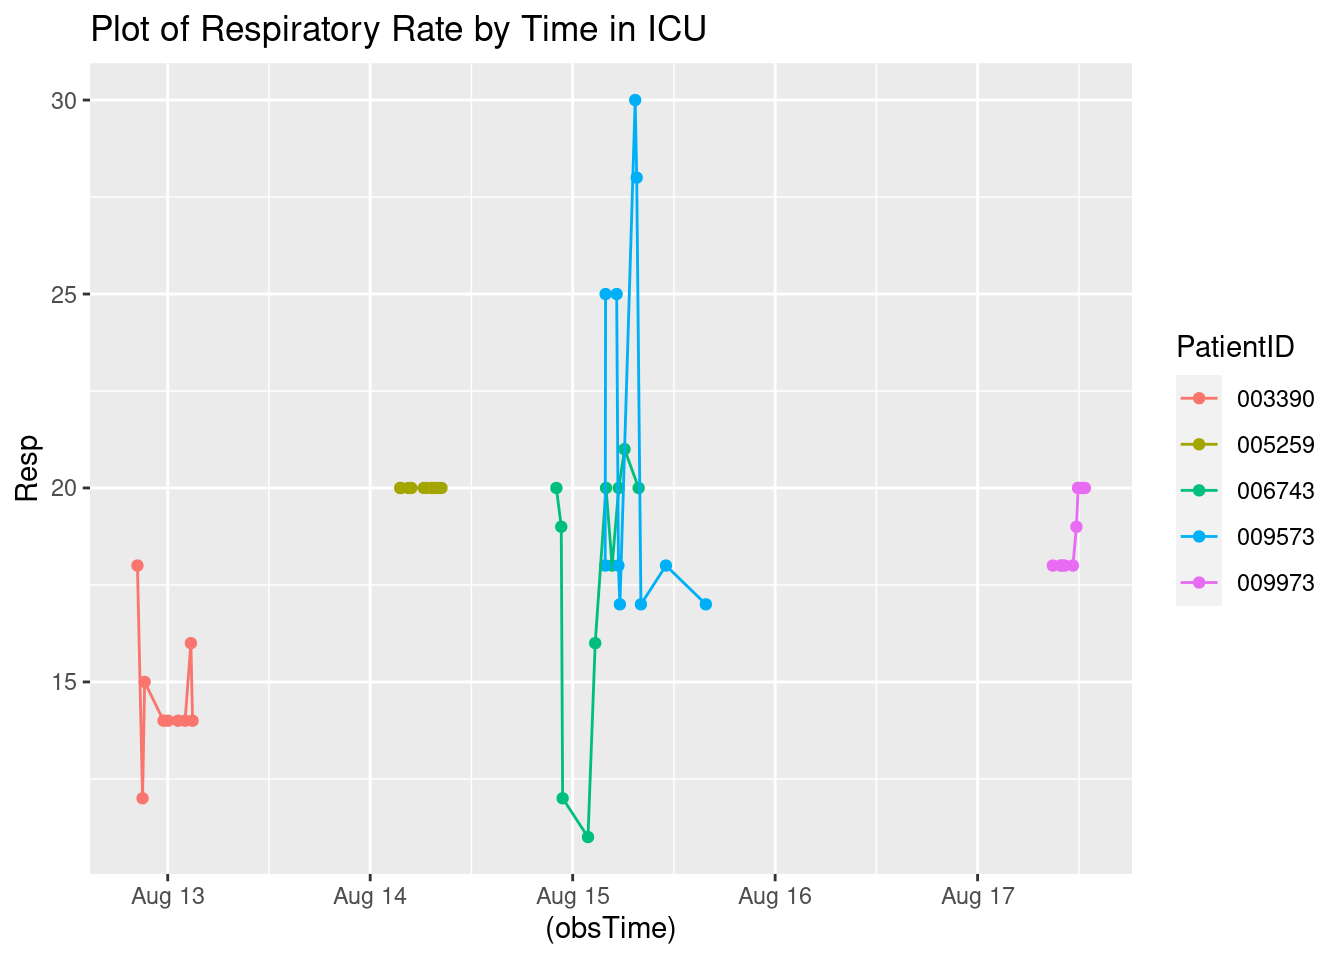 Plot of Respiratory Rate by Time in ICU
30
25
20
15
Resp
Aug 13
Aug 14
Aug 15
Aug 16
Aug 17
(obsTime)
PatientID
003390
005259
006743
009573
009973